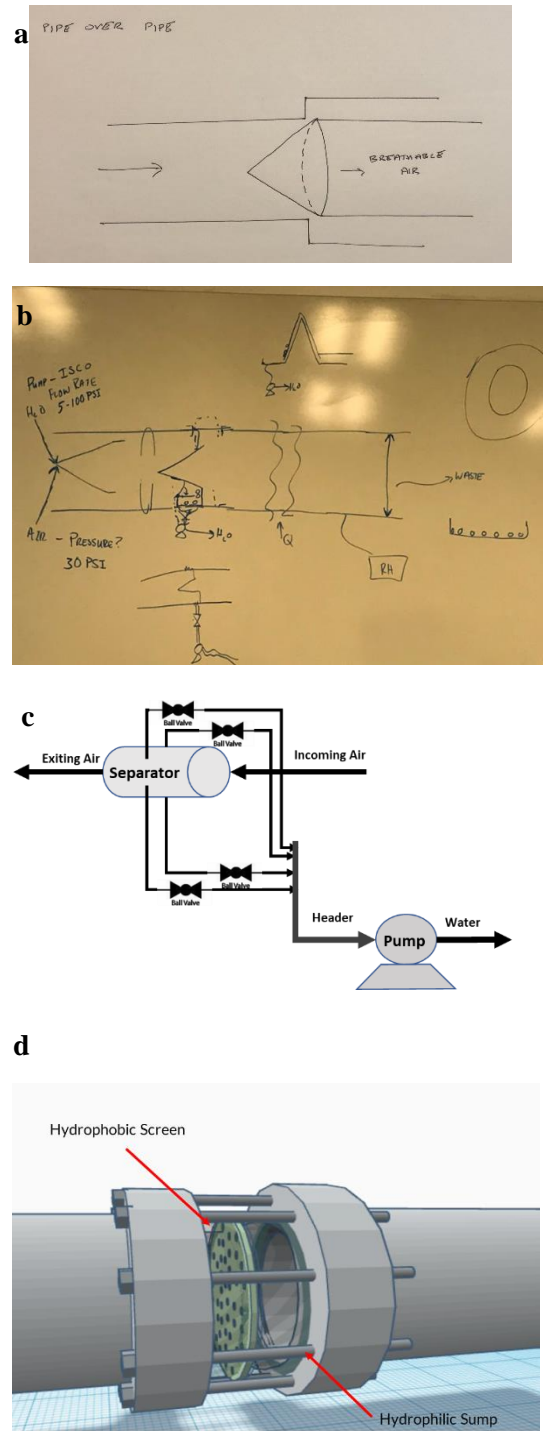 a
PIPE OVER PIPE
BREATHABLE
AIR
b
PUMP - ISCO
FLOW RATE
H2O 5-100 PSI
H2O
WASTE
AIR - PRESSURE?
30 PSI
H2O
Q
RH
c
Ball Valve
Ball Valve
Exiting Air
Incoming Air
Separator
Ball Valve
Ball Valve
Header
Water
Pump
d
Hydrophobic Screen
Hydrophilic Sump